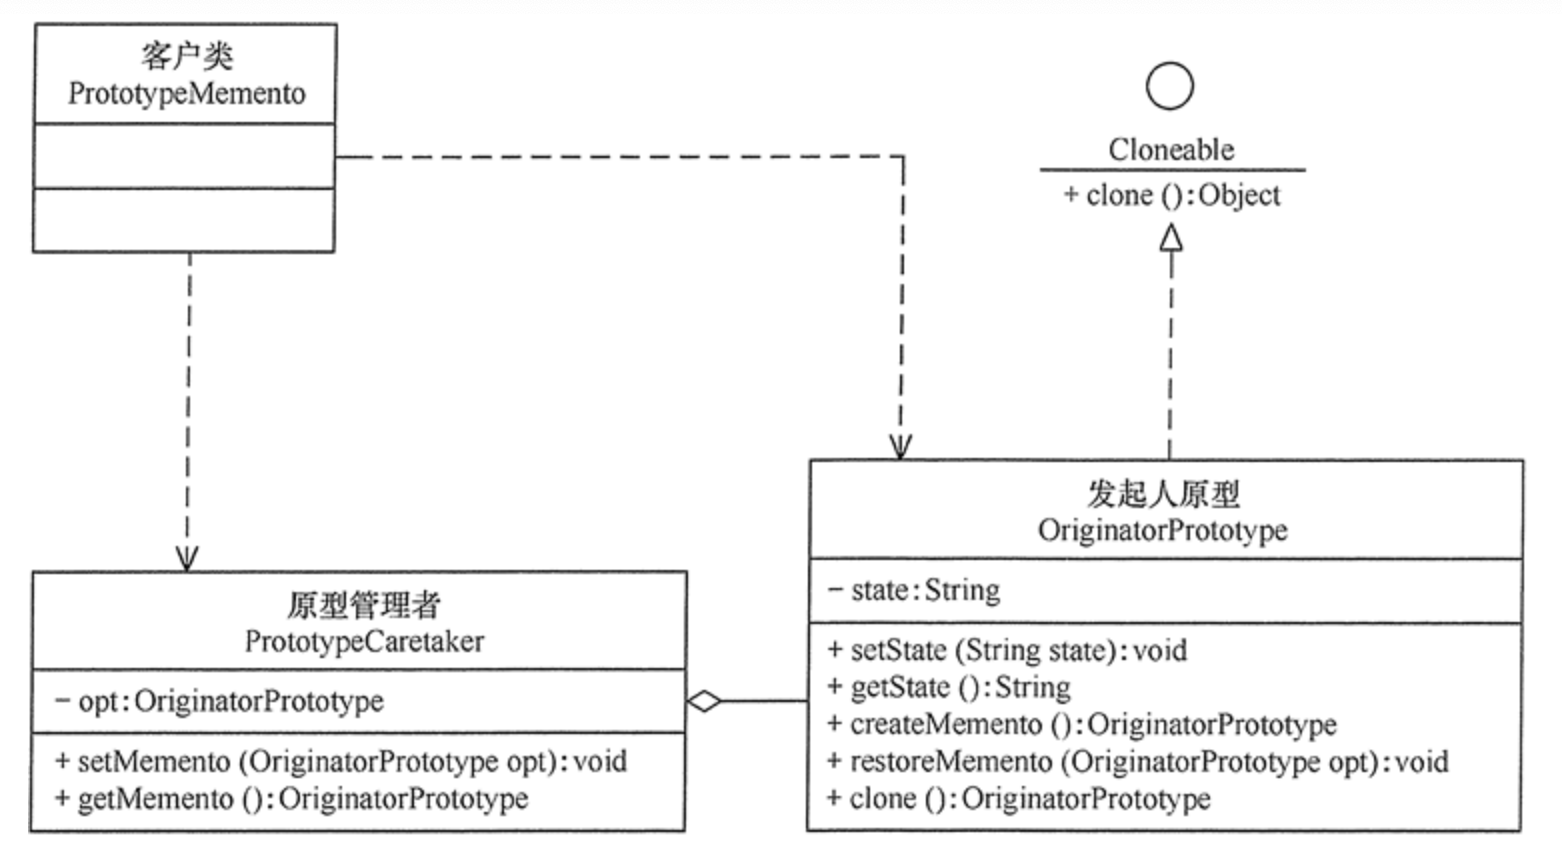 客户类
PrototypeMemento
Cloneable
+ clone ():Object
发起人原型
OriginatorPrototype
− state:String
+ setState (String state):void
+ getState ():String
+ createMemento ():OriginatorPrototype
+ restoreMemento (OriginatorPrototype opt):void
+ clone ():OriginatorPrototype
原型管理者
PrototypeCaretaker
− opt:OriginatorPrototype
+ setMemento (OriginatorPrototype opt):void
+ getMemento ():OriginatorPrototype